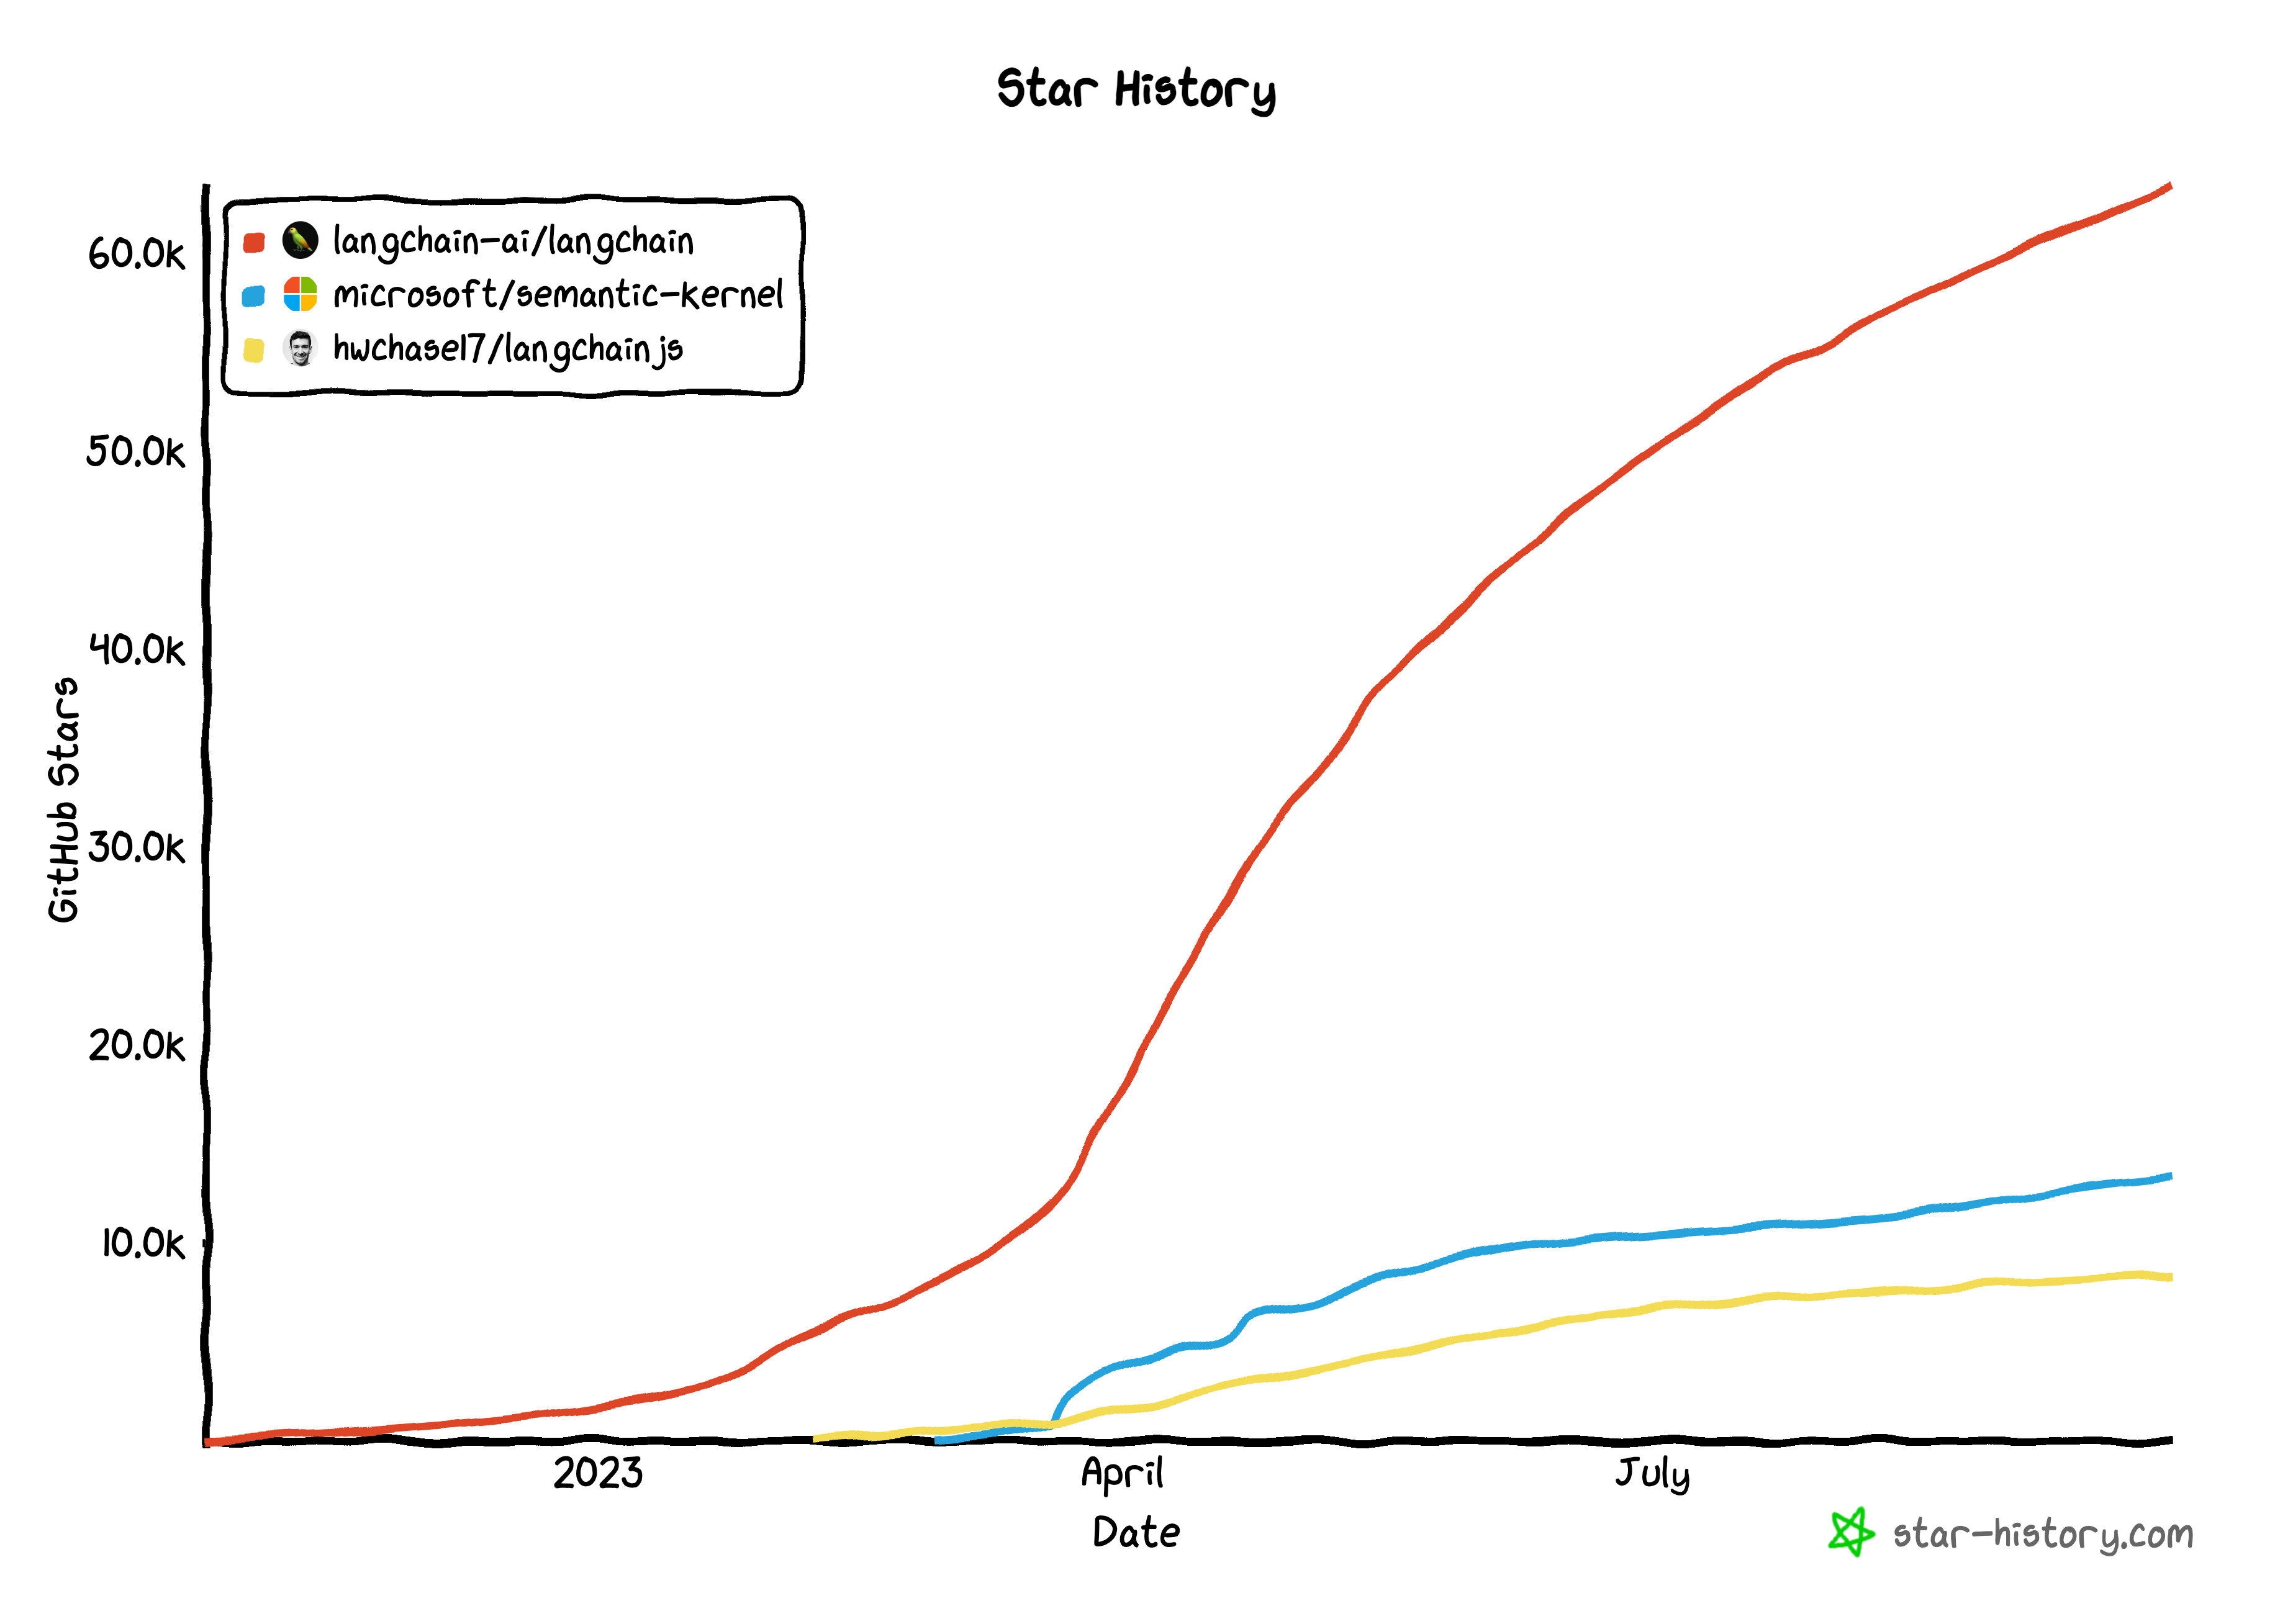 Star History
langchain-ai/langchain
microsoft/semantic-kernel
hwchase17/langchainjs
60.0k
50.0k
40.0k
30.0k
20.0k
10.0k
GitHub Stars
2023
April
July
Date
star-history.com